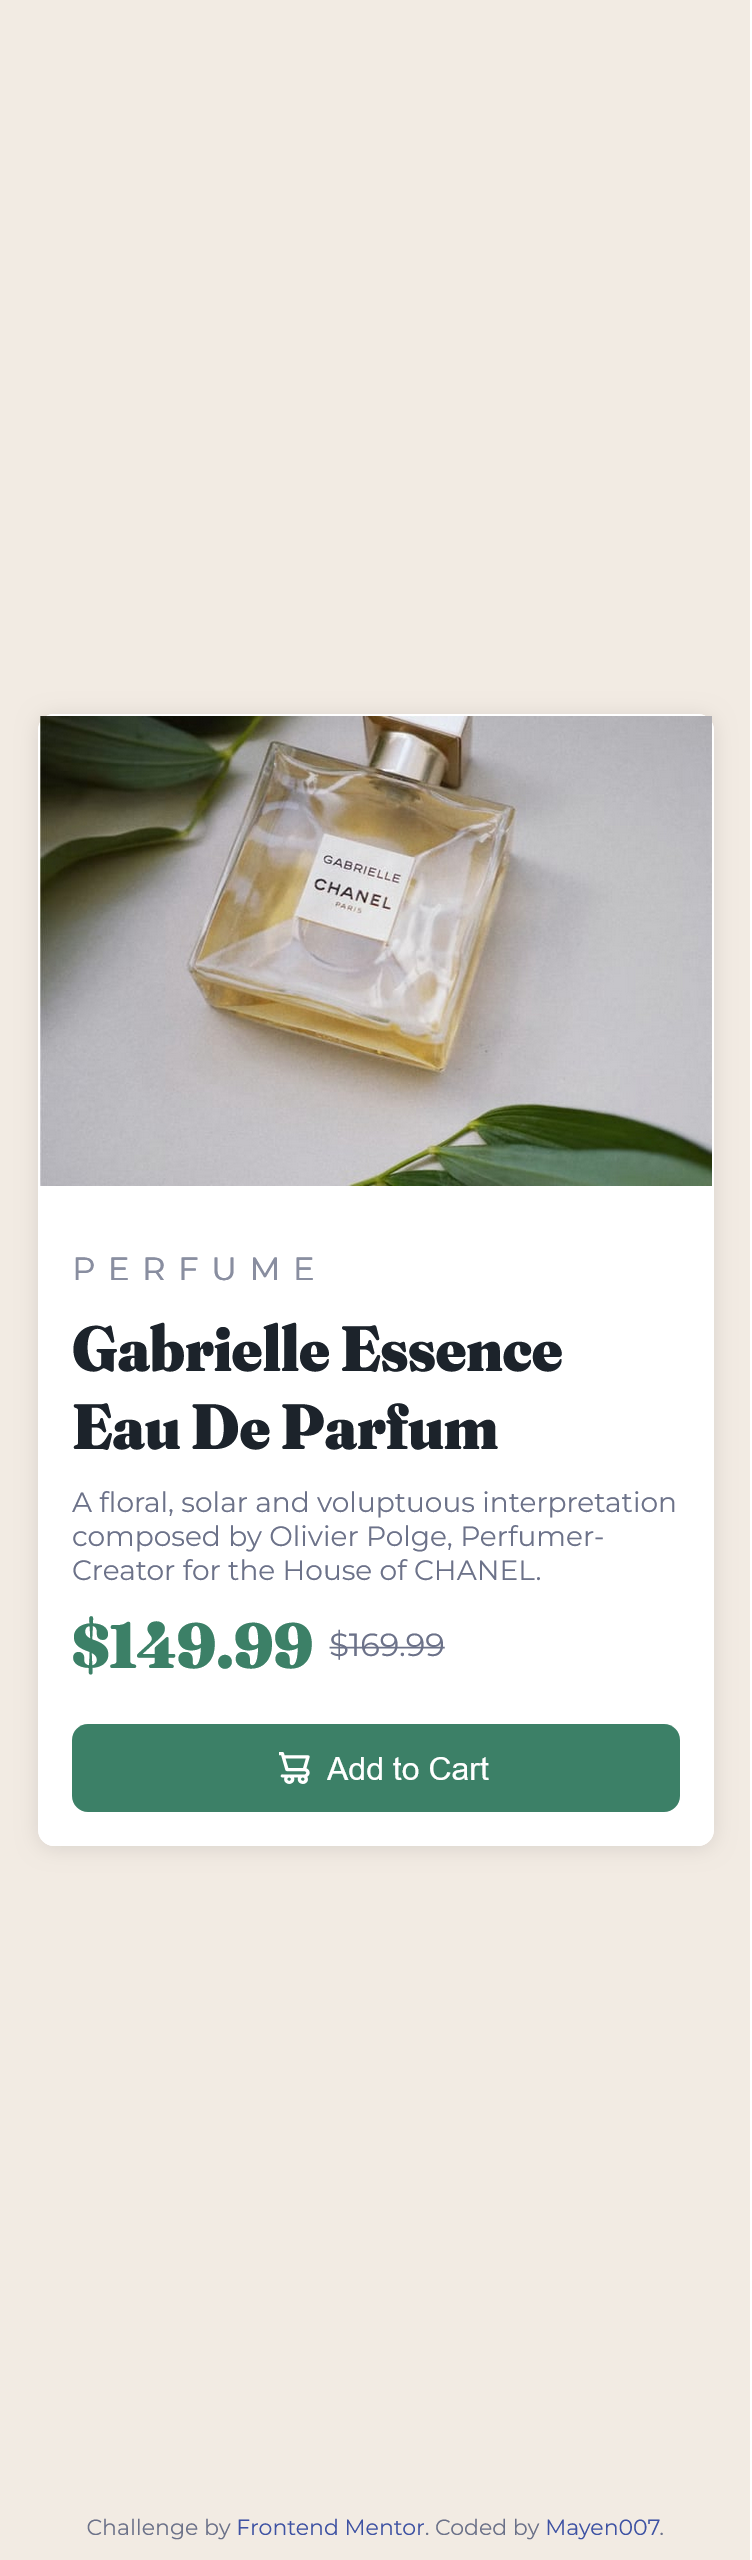 GABRIELLE
CHANEL
PARIS
PERFUME
Gabrielle Essence
Eau De Parfum
A floral, solar and voluptuous interpretation
composed by Olivier Polge, Perfumer-
Creator for the House of CHANEL.
$149.99 $169.99
Add to Cart
Challenge by Frontend Mentor. Coded by Mayen007.